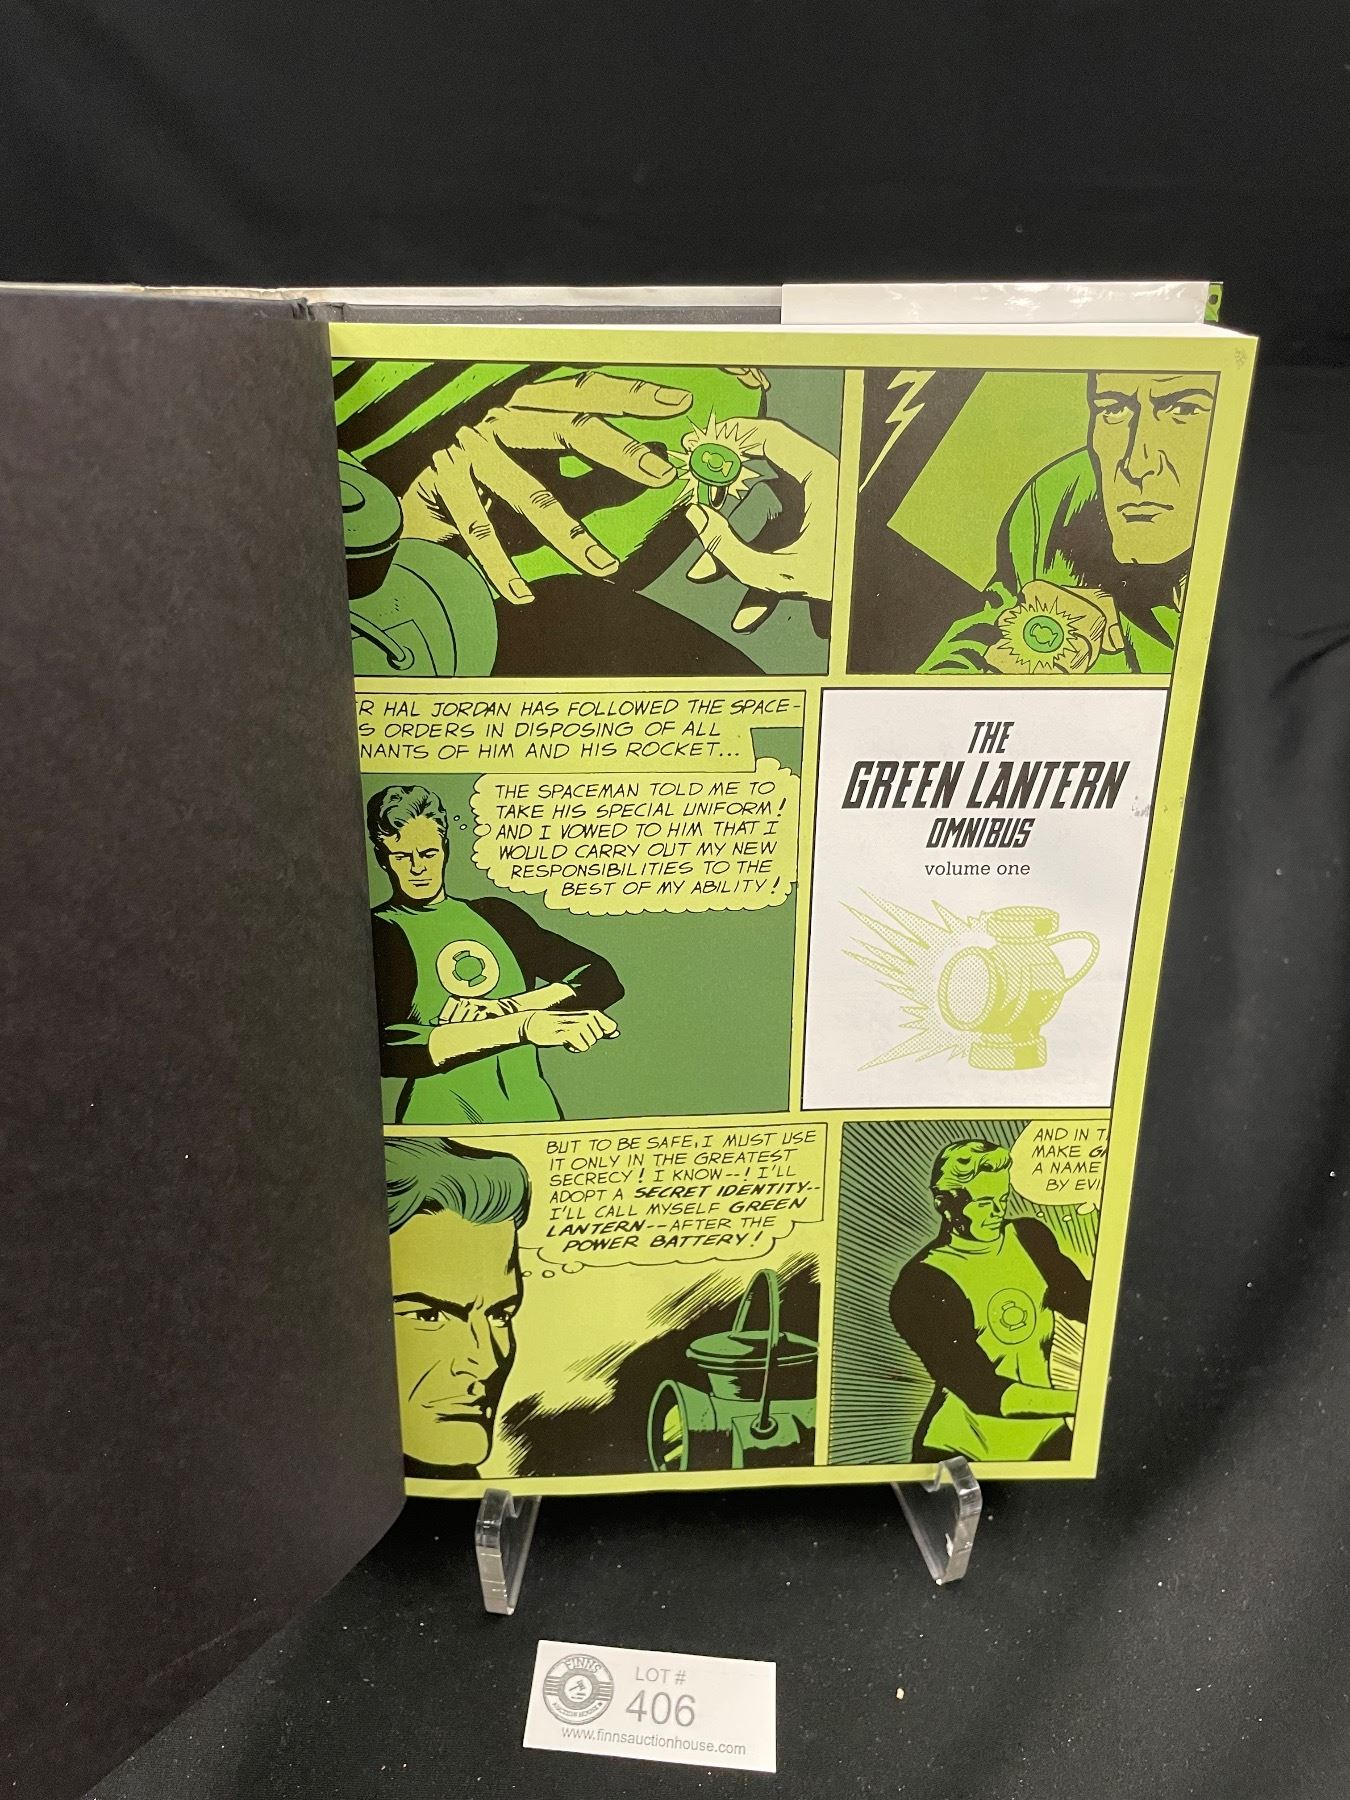 R HAL JORDAN HAS FOLLOWED THE SPACE-
S ORDERS IN DISPOSING OF ALL
NANTS OF HIM AND HIS ROCKET...
THE SPACEMAN TOLD ME TO
TAKE HIS SPECIAL UNIFORM!
AND I VOWED TO HIM THAT I
WOULD CARRY OUT MY NEW
RESPONSIBILITIES TO THE
BEST OF MY ABILITY!
THE
GREEN LANTERN
OMNIBUS
volume one
BUT TO BE SAFE, I MUST USE
IT ONLY IN THE GREATEST
SECRECY! I KNOW--! I'LL
ADOPT A SECRET IDENTITY--
I'LL CALL MYSELF GREEN
LANTERN--AFTER THE
POWER BATTERY!
AND IN
MAKE
A NAME
BY EVI
FINNS
AUCTION HOUSE
LOT #
406
www.finnsauctionhouse.com